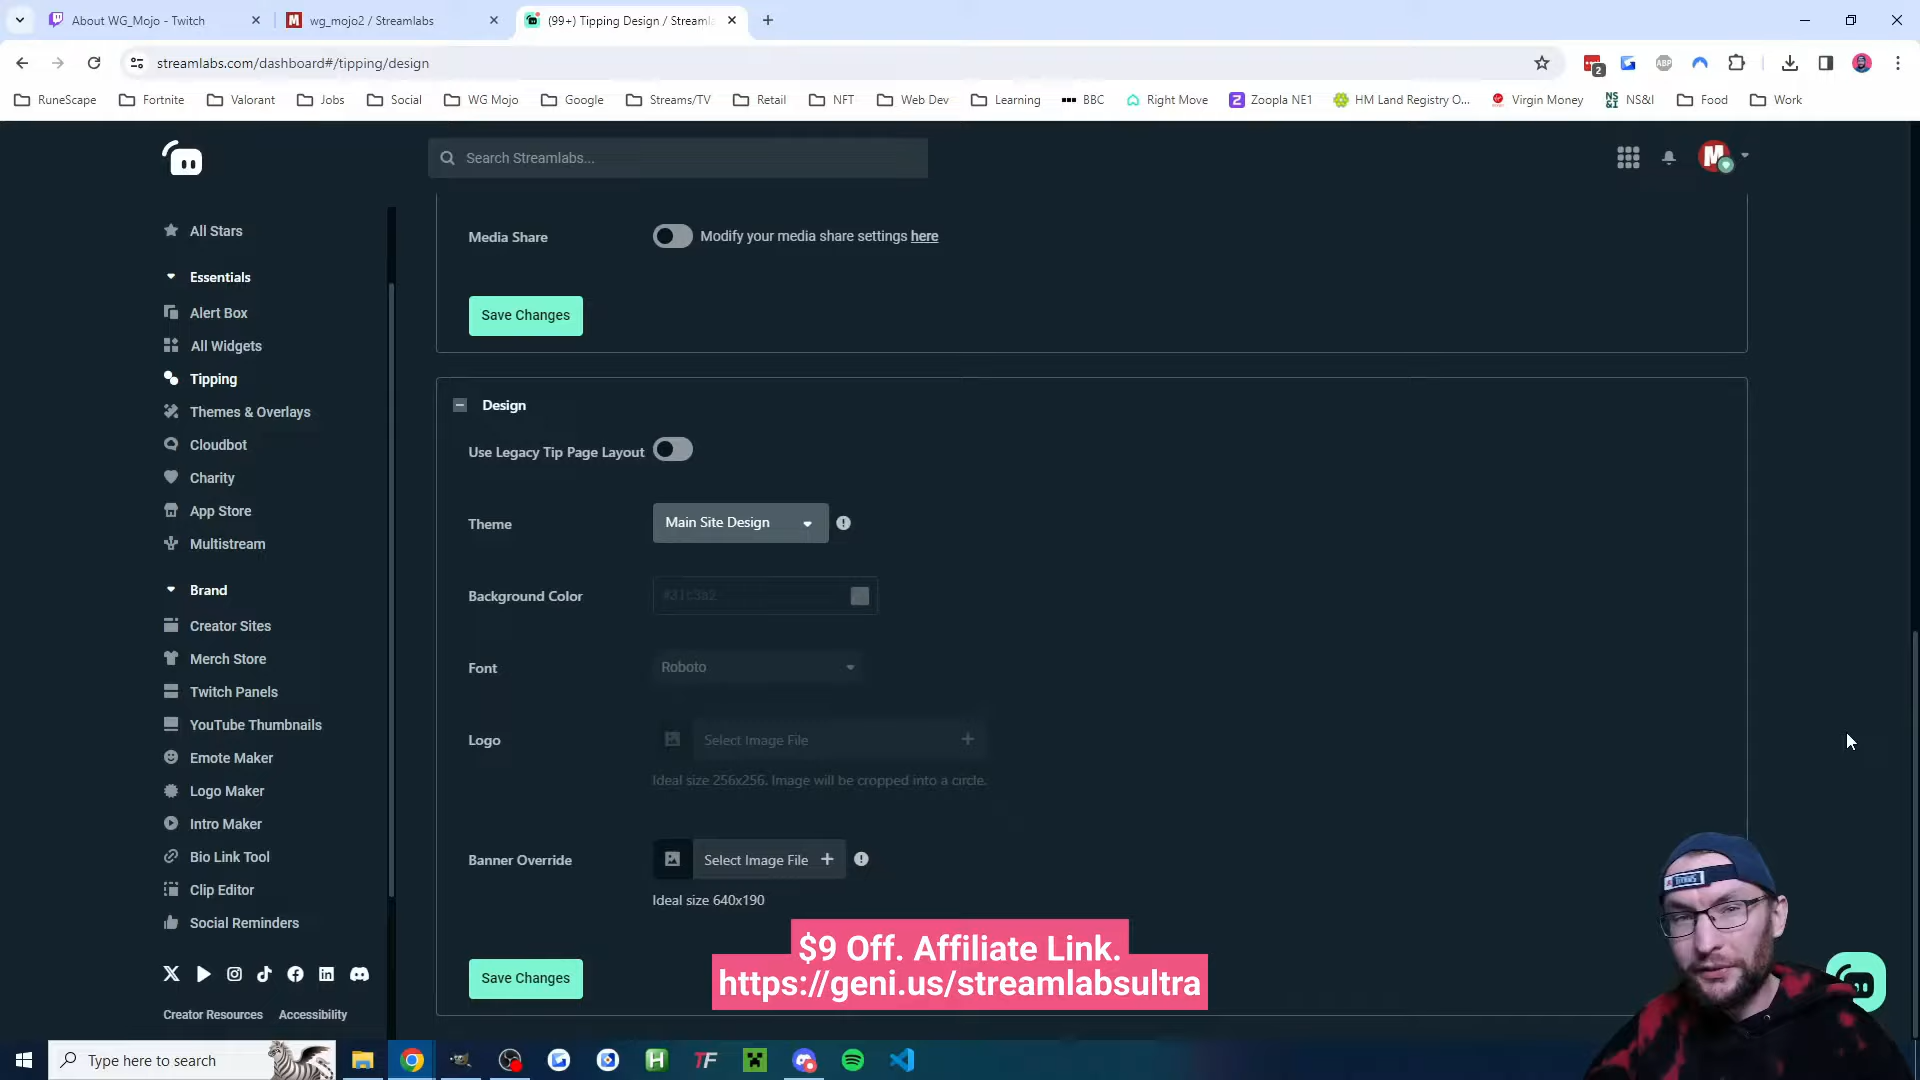 About WG_Mojo - Twitch
wg_mojo2 / Streamlabs
(99+) Tipping Design / Streamla
streamlabs.com/dashboard#/tipping/design
2
ABP
RuneScape
Fortnite
Valorant
Jobs
Social
WG Mojo
Google
Streams/TV
Retail
NFT
Web Dev
Learning
BBC
Right Move
Zoopla NE1
HM Land Registry O...
Virgin Money
NS&I
Food
Work
Search Streamlabs...
All Stars
Essentials
Alert Box
All Widgets
Tipping
Themes & Overlays
Cloudbot
Charity
App Store
Multistream
Brand
Creator Sites
Merch Store
Twitch Panels
YouTube Thumbnails
Emote Maker
Logo Maker
Intro Maker
Bio Link Tool
Clip Editor
Social Reminders
Creator Resources
Accessibility
Media Share
Modify your media share settings here
Save Changes
Design
Use Legacy Tip Page Layout
Theme
Main Site Design
Background Color
#31c3a2
Font
Roboto
Logo
Select Image File
Ideal size 256x256. Image will be cropped into a circle.
Banner Override
Select Image File
Ideal size 640x190
Save Changes
$9 Off. Affiliate Link.
https://geni.us/streamlabsultra
Type here to search